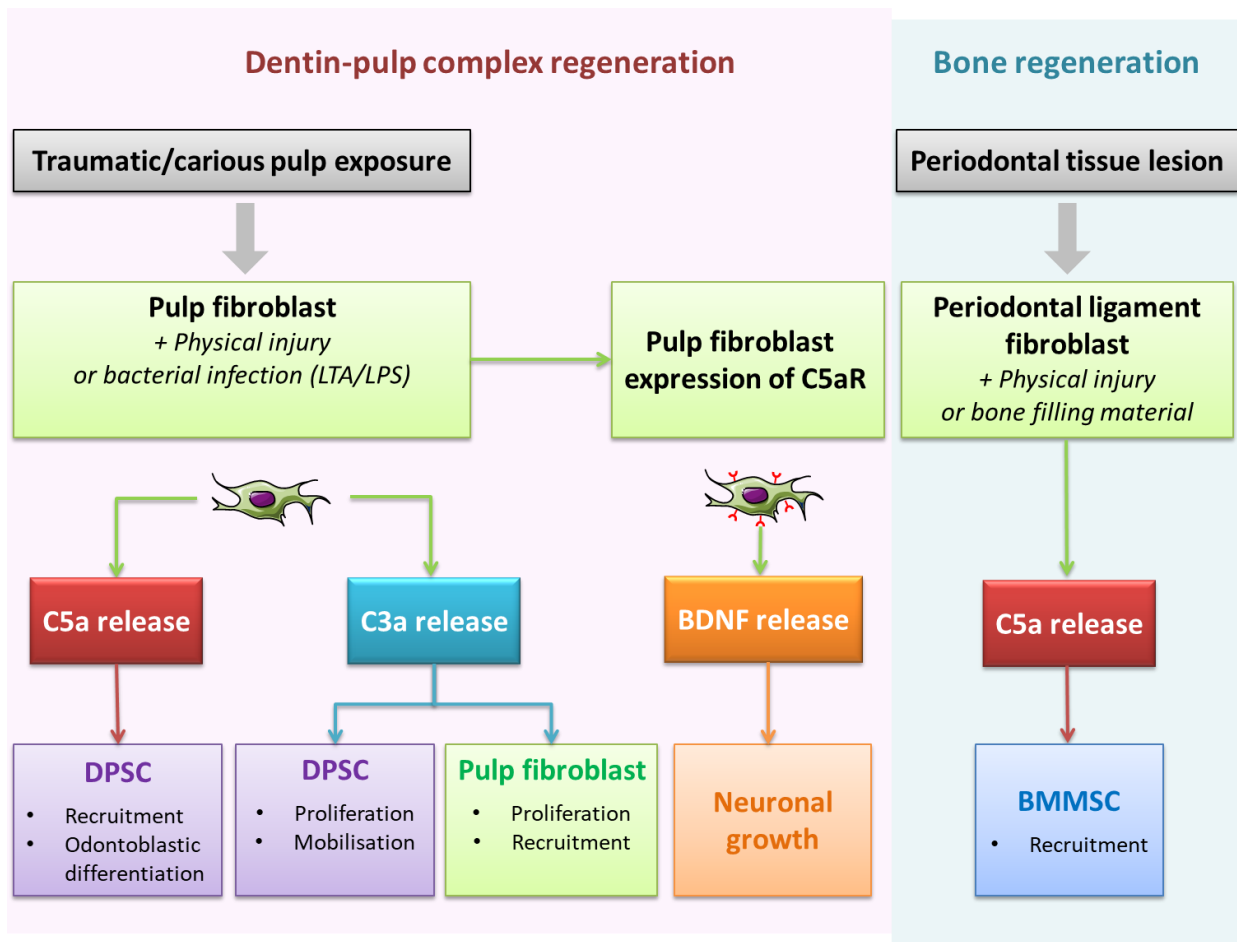 Dentin-pulp complex regeneration
Bone regeneration
Traumatic/carious pulp exposure
Periodontal tissue lesion
Pulp fibroblast
+ Physical injury
or bacterial infection (LTA/LPS)
Pulp fibroblast
expression of C5aR
Periodontal ligament
fibroblast
+ Physical injury
or bone filling material
C5a release
C3a release
BDNF release
C5a release
DPSC
• Recruitment
• Odontoblastic
differentiation
DPSC
• Proliferation
• Mobilisation
Pulp fibroblast
• Proliferation
• Recruitment
Neuronal
growth
BMMSC
• Recruitment